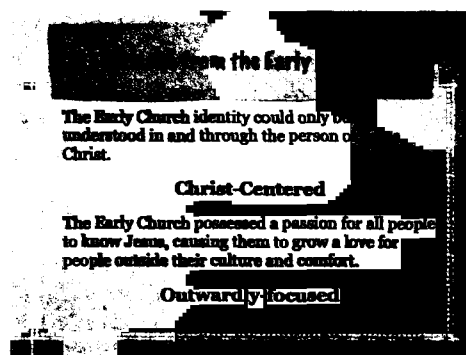 from the Early
The Early Church identity could only be
understood in and through the person of
Christ.
Christ-Centered
The Early Church possessed a passion for all people
to know Jesus, causing them to grow a love for
people outside their culture and comfort.
Outwardly-focused